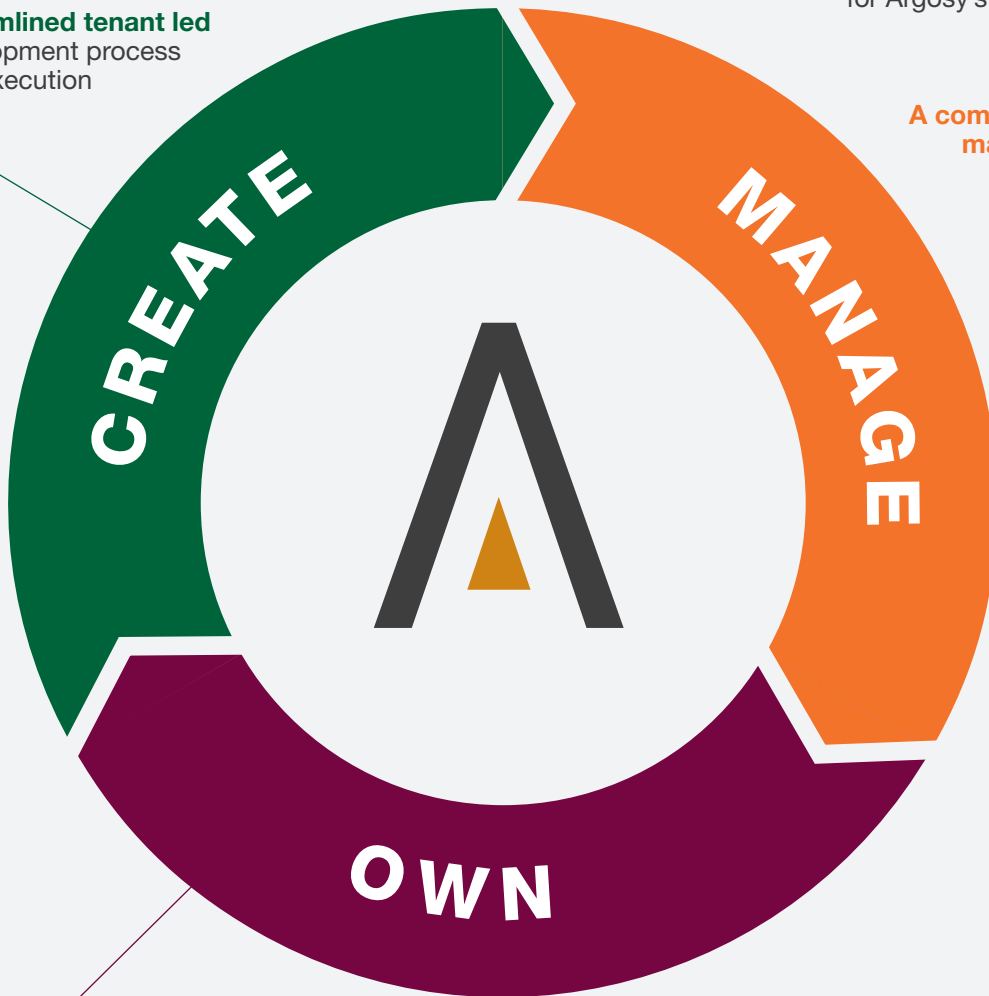 for Argosy's
mlined tenant led
opment process
xecution
A com
ma
CREATE
MANAGE
OWN